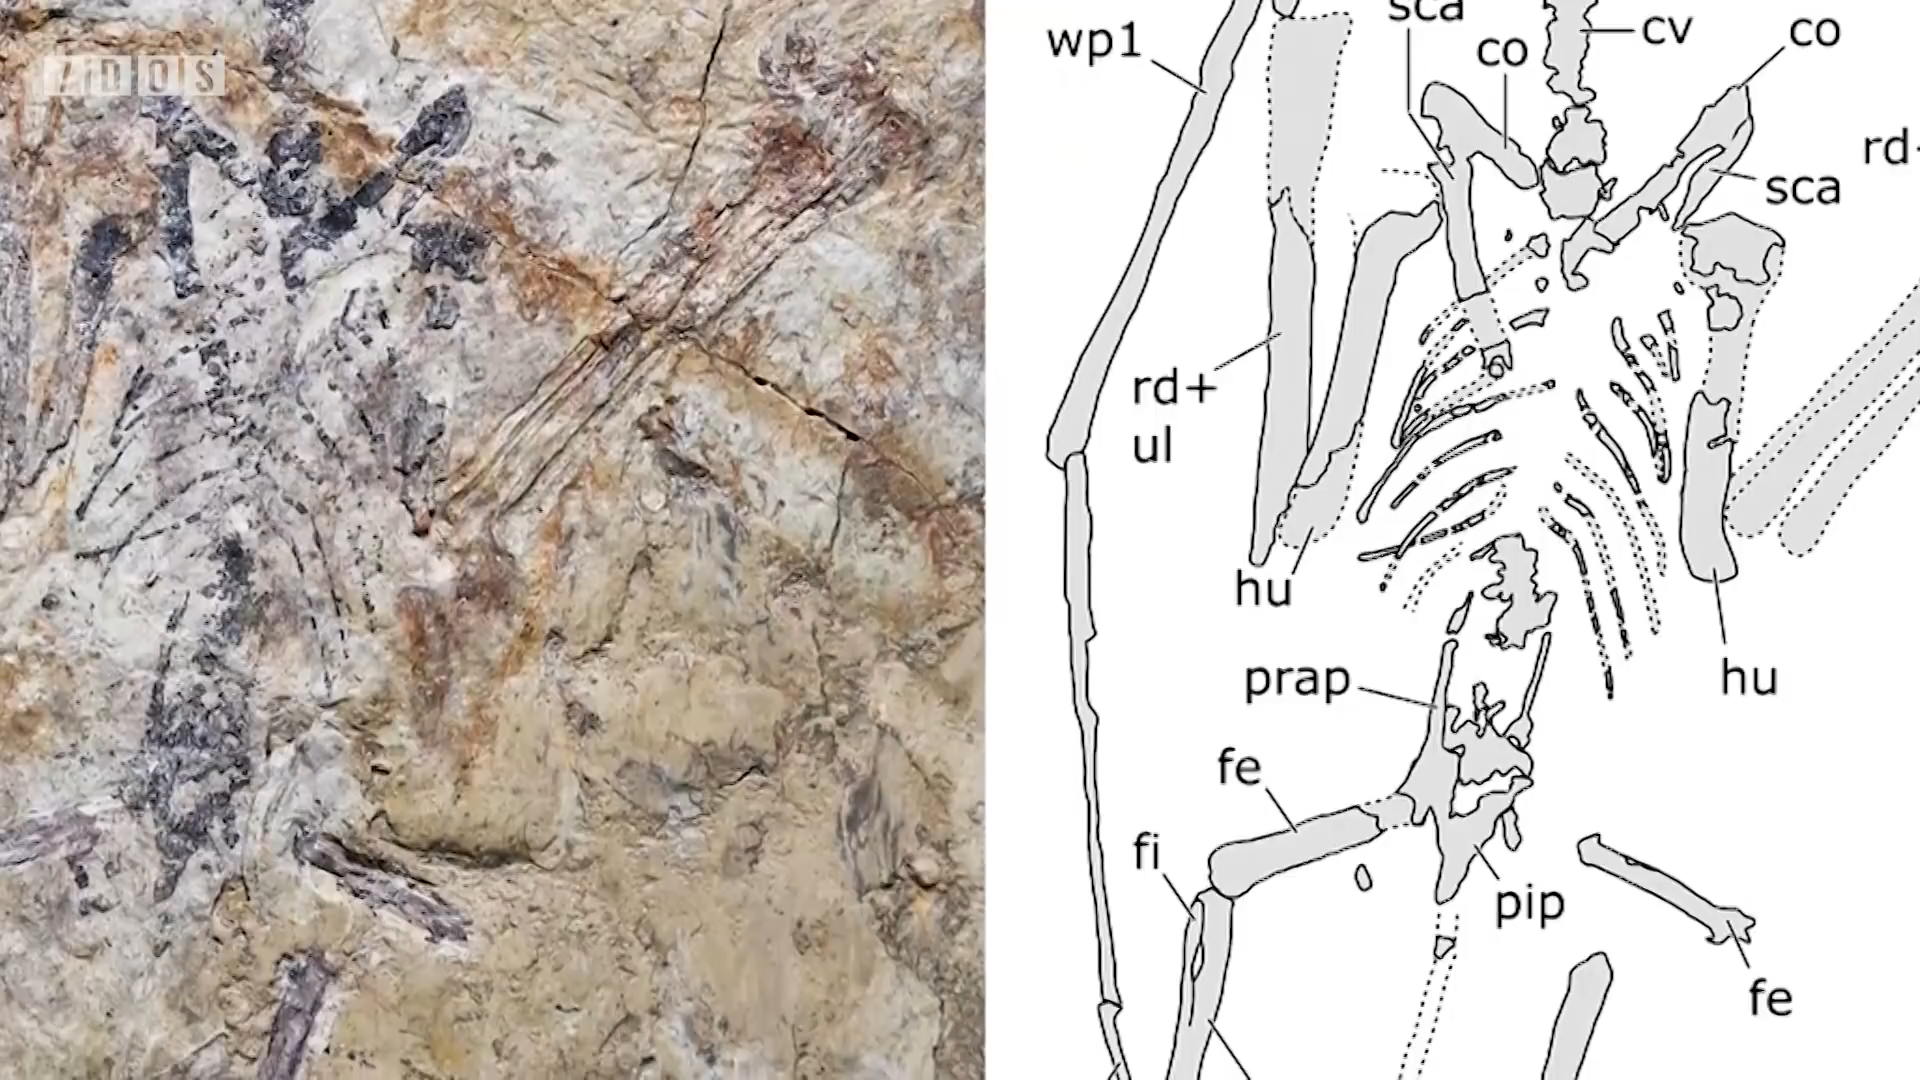 ZDOS
sca
cv
co
co
wp1
rd-
sca
rd+
ul
hu
hu
prap
fe
fi
pip
fe